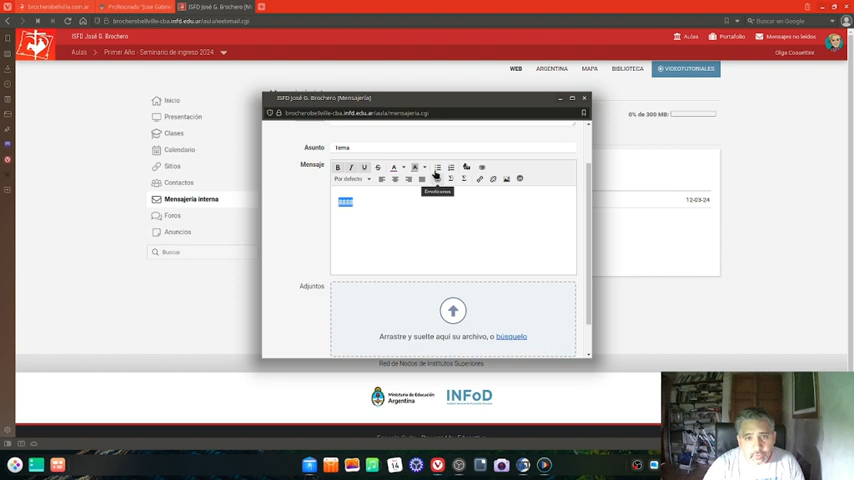 brocherobellville.com.ar
Profesorado "Jose Gabriel
ISFD José G. Brochero [M
brocherobellville-cba.infd.edu.ar/aula/webmail.cgi
Buscar en Google
ISFD José G. Brochero
Aulas
Portafolio
Mensajes no leídos
Aulas
Primer Año - Seminario de ingreso 2024
Olga Cossettini
WEB
ARGENTINA
MAPA
BIBLIOTECA
VIDEOTUTORIALES
ISFD José G. Brochero [Mensajería]
brocherobellville-cba.infd.edu.ar/aula/mensajeria.cgi
0% de 300 MB:
Inicio
Presentación
Clases
Calendario
Sitios
Contactos
Mensajería interna
Foros
Anuncios
Buscar
12-03-24
Asunto
Tema
Mensaje
B I U S A A
Por defecto
Emoticones
Adjuntos
Arrastre y suelte aquí su archivo, o búsquelo
Red de Nodos de Institutos Superiores
Ministerio de Educación
Argentina
INFoD
14